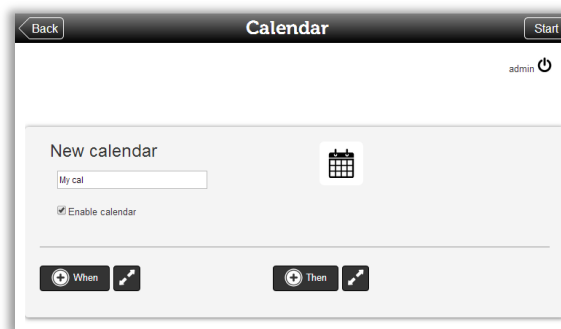 Back Calendar Start
admin
New calendar
My cal
Enable calendar
When Then